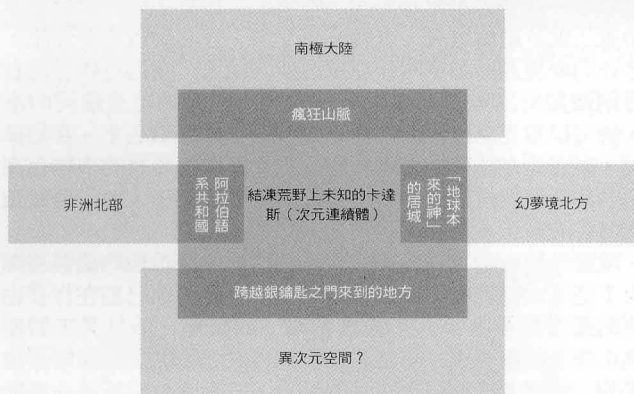 南極大陸
瘋狂山脈
非洲北部
阿拉伯語
系共和國
結凍荒野上未知的卡達
斯（次元連續體）
「地球本
來的神」
的居城
幻夢境北方
跨越銀鑰匙之門來到的地方
異次元空間？